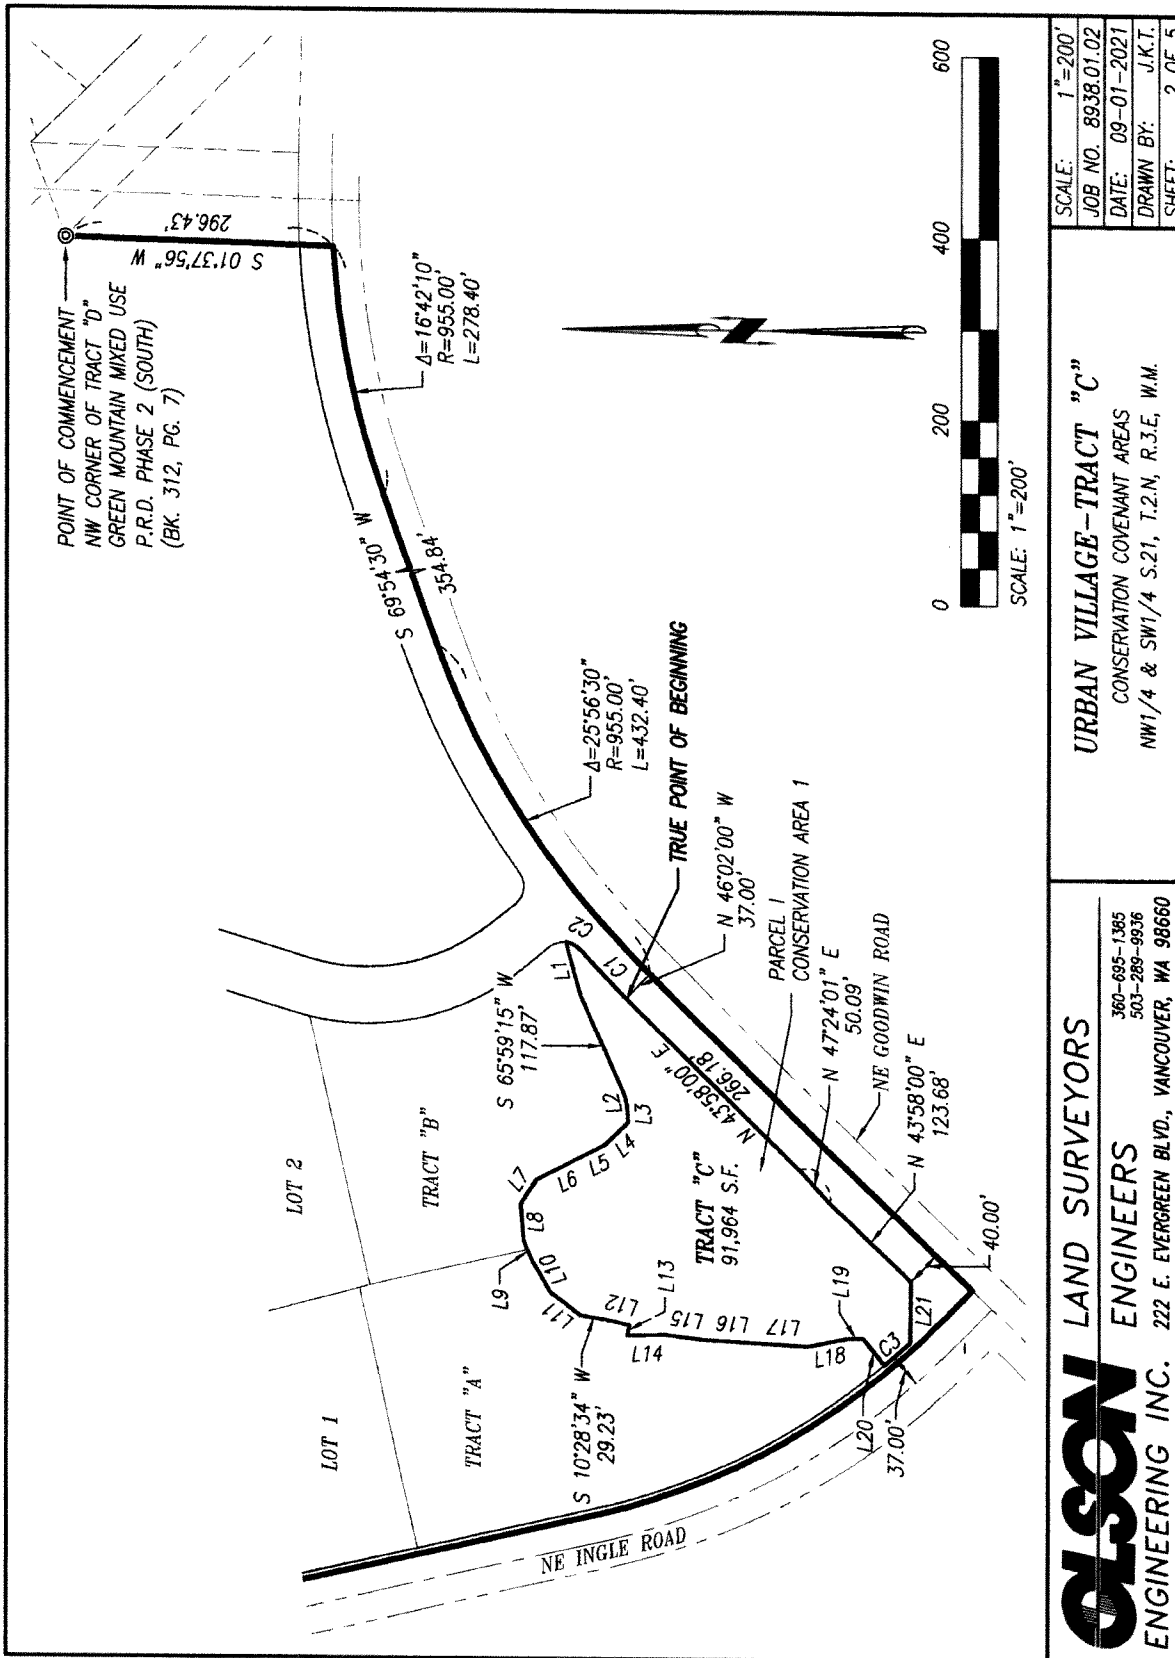 POINT OF COMMENCEMENT
NW CORNER OF TRACT "D"
GREEN MOUNTAIN MIXED USE
P.R.D. PHASE 2 (SOUTH)
(BK. 312, PG. 7)
S 01°37'56" W
296.43'
Δ=16°42'10"
R=955.00'
L=278.40'
S 69°54'30" W
354.84'
Δ=25°56'30"
R=955.00'
L=432.40'
TRUE POINT OF BEGINNING
N 46°02'00" W
37.00'
PARCEL 1
CONSERVATION AREA 1
N 47°24'01" E
50.09'
NE GOODWIN ROAD
N 43°58'00" E
123.68'
40.00'
N 43°58'00" E
266.18'
C2
C1
L1
S 65°59'15" W
117.87'
L2
L3
L4
L5
L6
L7
L8
L9
L10
L11
S 10°28'34" W
29.23'
L12
L13
L14
L15
L16
L17
L18
L19
L20
L21
C3
37.00'
TRACT "C"
91,964 S.F.
LOT 2
TRACT "B"
LOT 1
TRACT "A"
NE INGLE ROAD
0
200
400
600
SCALE: 1"=200'
OLSON
ENGINEERING INC.
LAND SURVEYORS
ENGINEERS
360-695-1385
503-289-9936
222 E. EVERGREEN BLVD., VANCOUVER, WA 98660
URBAN VILLAGE-TRACT "C"
CONSERVATION COVENANT AREAS
NW1/4 & SW1/4 S.21, T.2.N, R.3.E, W.M.
SCALE: 1"=200'
JOB NO. 8938.01.02
DATE: 09-01-2021
DRAWN BY: J.K.T.
SHEET: 2 OF 5